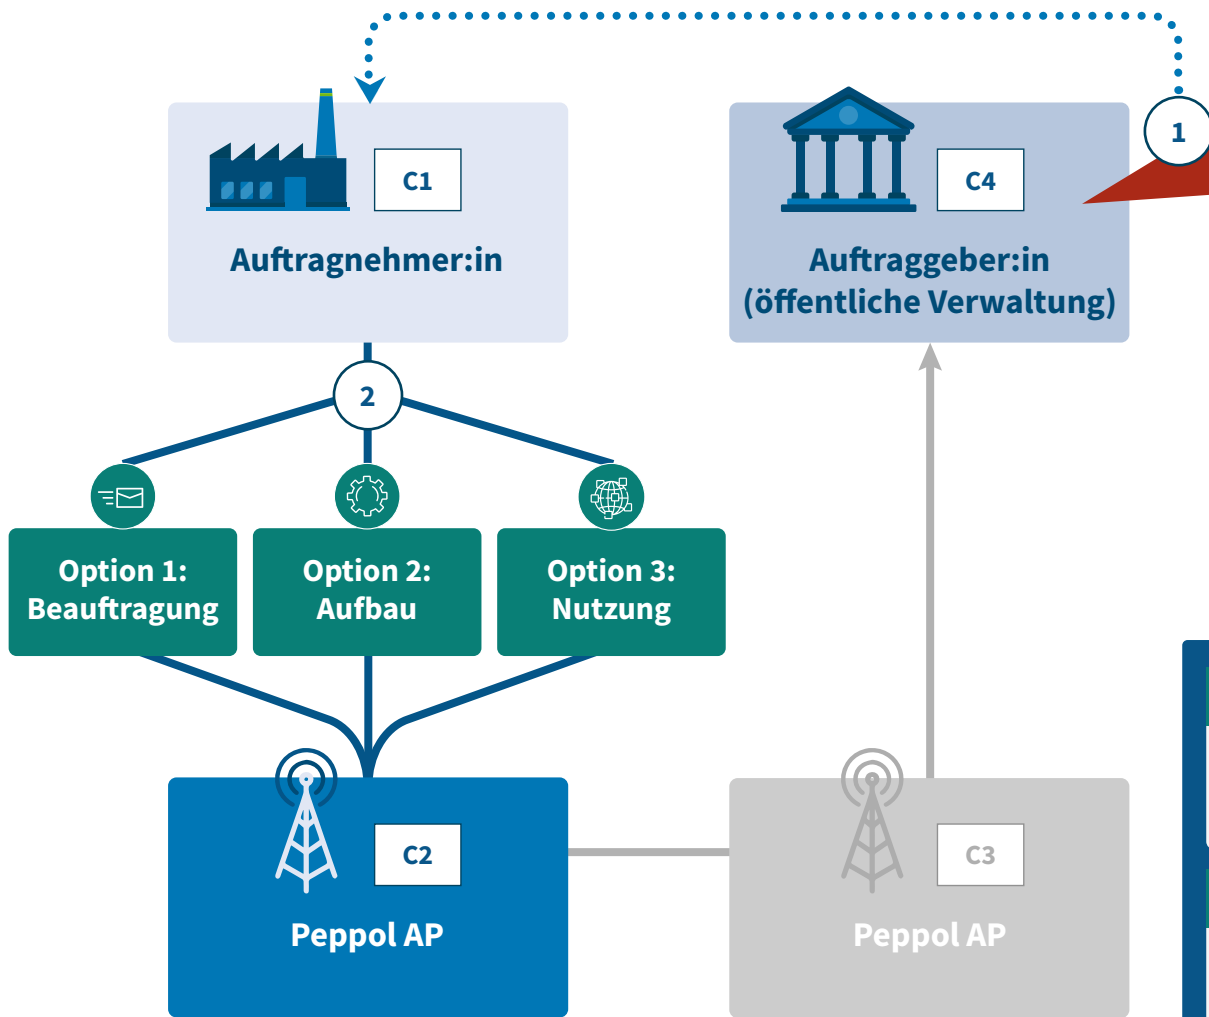 1
C1
C4
Auftragnehmer:in
Auftraggeber:in
(öffentliche Verwaltung)
2
Option 1:
Beauftragung
Option 2:
Aufbau
Option 3:
Nutzung
C2
C3
Peppol AP
Peppol AP